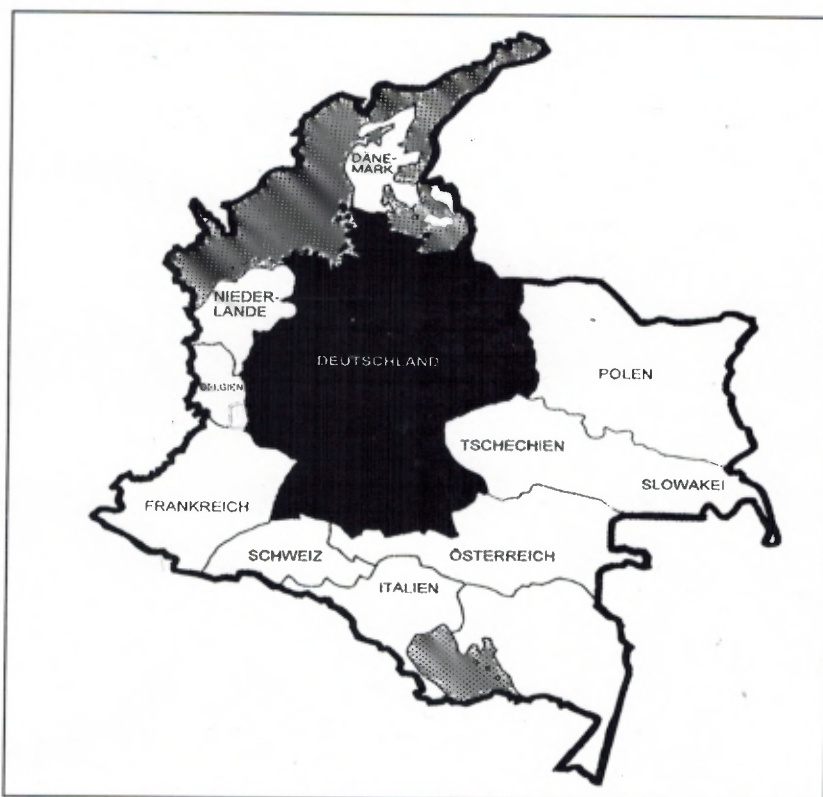 DÄNE-
MARK
NIEDER-
LANDE
DEUTSCHLAND
BELGIEN
POLEN
TSCHECHIEN
SLOWAKEI
FRANKREICH
SCHWEIZ
ÖSTERREICH
ITALIEN